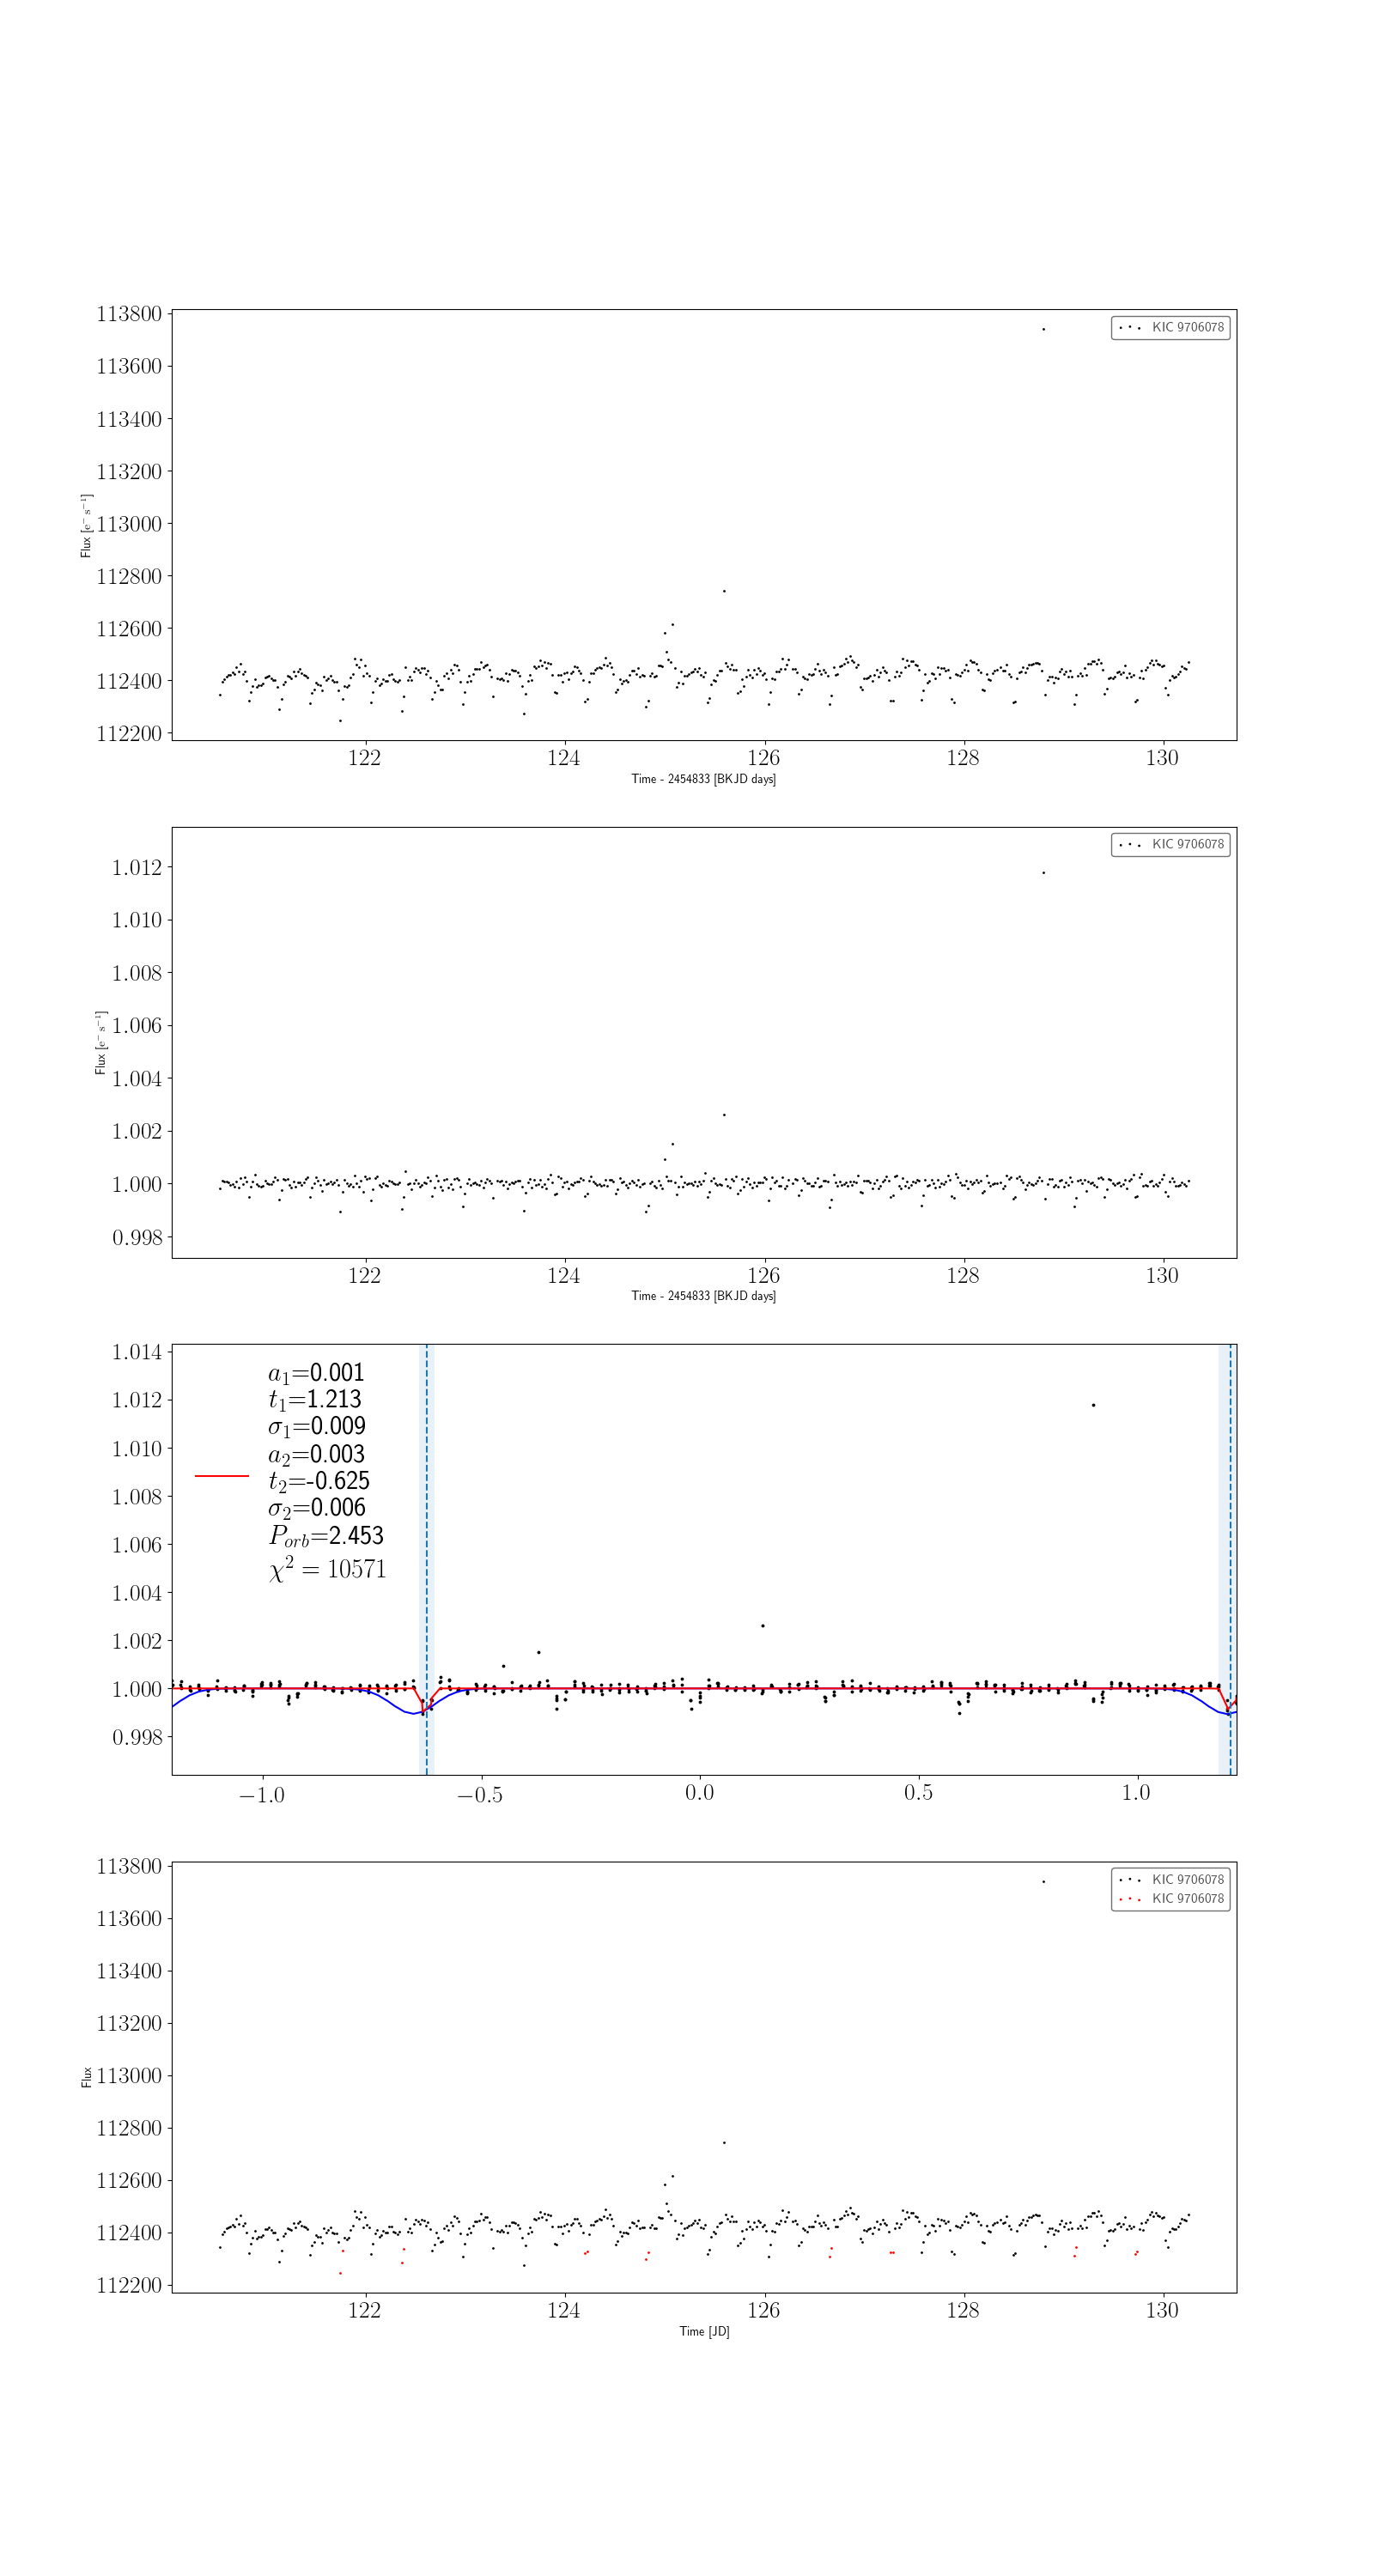 113800
113600
113400
113200
113000
112800
112600
112400
112200
Flux [e⁻ s⁻¹]
KIC 9706078
122 124 126 128 130
Time - 2454833 [BKJD days]
1.012
1.010
1.008
1.006
1.004
1.002
1.000
0.998
Flux [e⁻ s⁻¹]
KIC 9706078
122 124 126 128 130
Time - 2454833 [BKJD days]
1.014
1.012
1.010
1.008
1.006
1.004
1.002
1.000
0.998
a₁=0.001
t₁=1.213
σ₁=0.009
a₂=0.003
t₂=-0.625
σ₂=0.006
P_orb=2.453
χ² = 10571
−1.0 −0.5 0.0 0.5 1.0
113800
113600
113400
113200
113000
112800
112600
112400
112200
Flux
KIC 9706078
KIC 9706078
122 124 126 128 130
Time [JD]